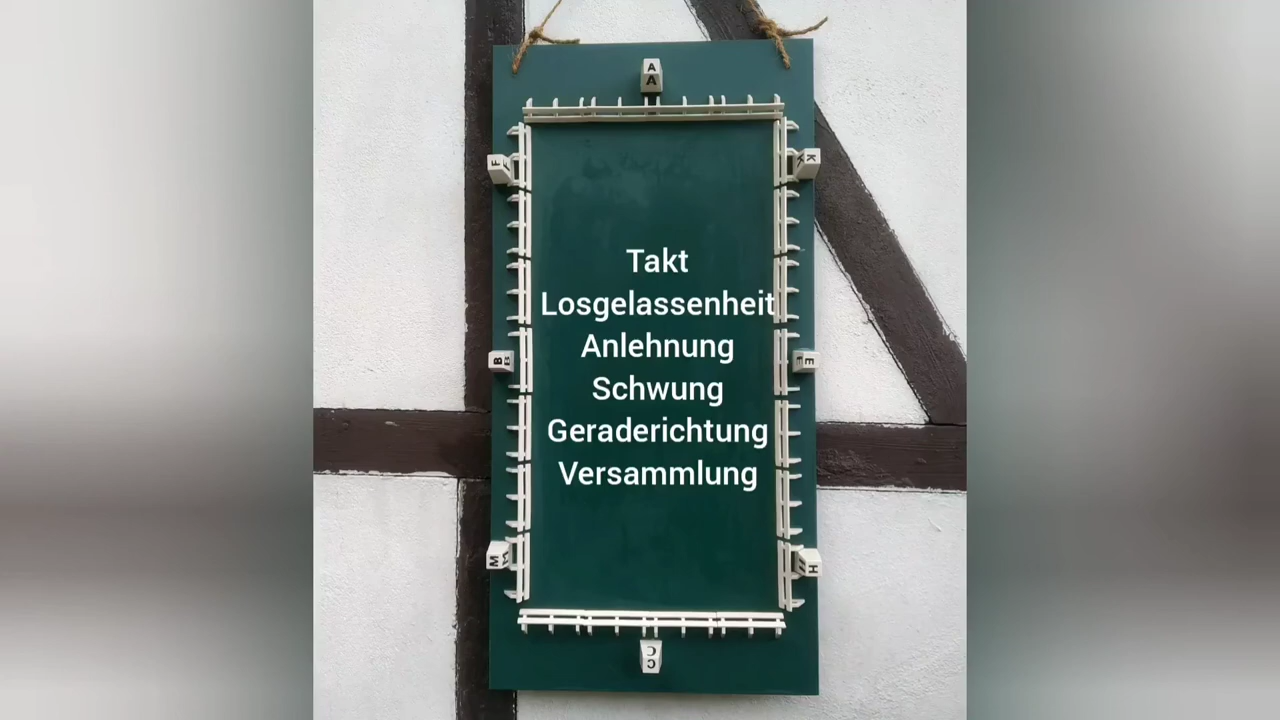 A
A
F
K
Takt
Losgelassenheit
Anlehnung
Schwung
Geraderichtung
Versammlung
B
B
E
M
H
C
C